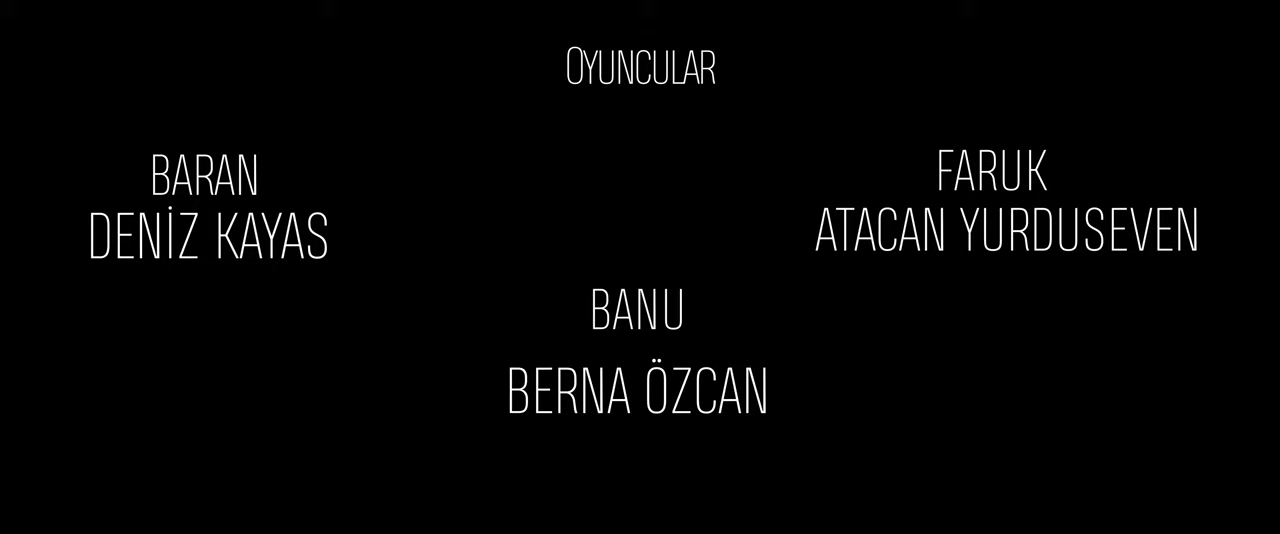 OYUNCULAR
BARAN
DENİZ KAYAS
FARUK
ATACAN YURDUSEVEN
BANU
BERNA ÖZCAN